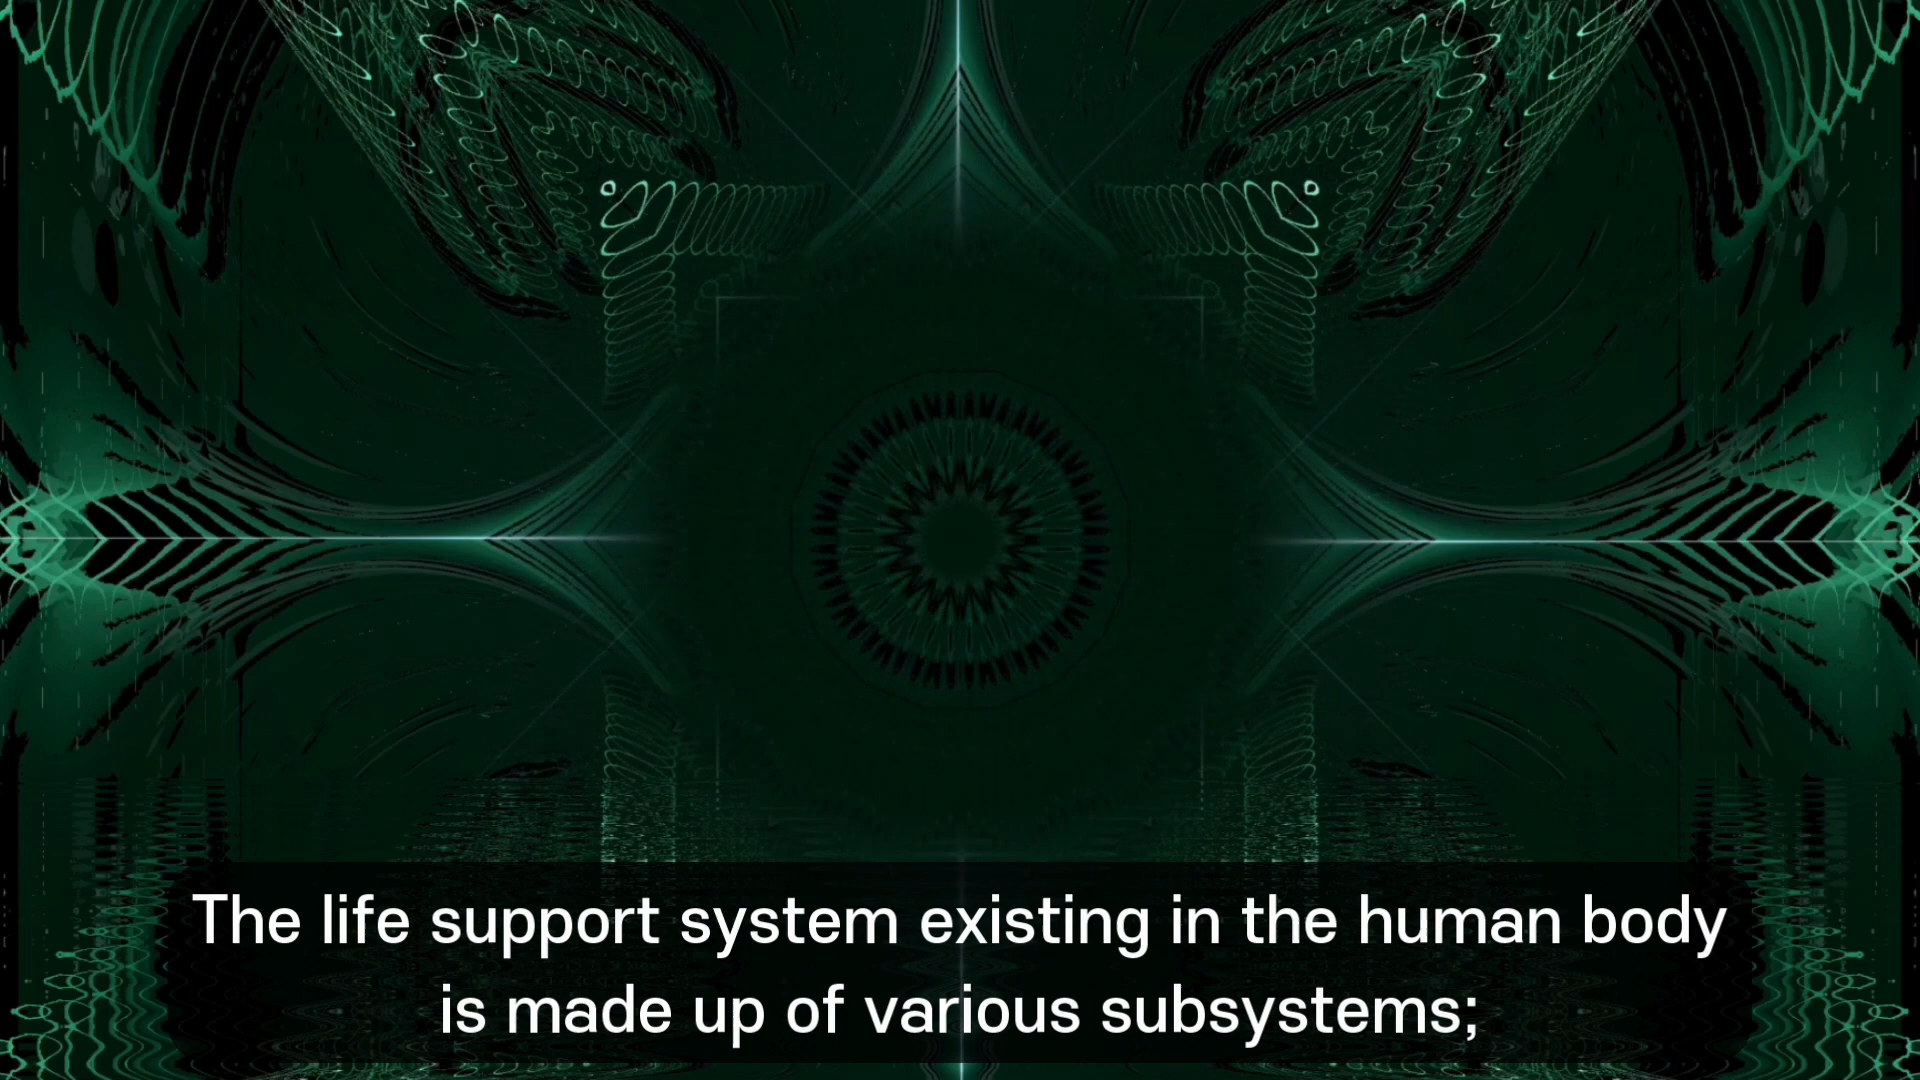 The life support system existing in the human body
is made up of various subsystems;